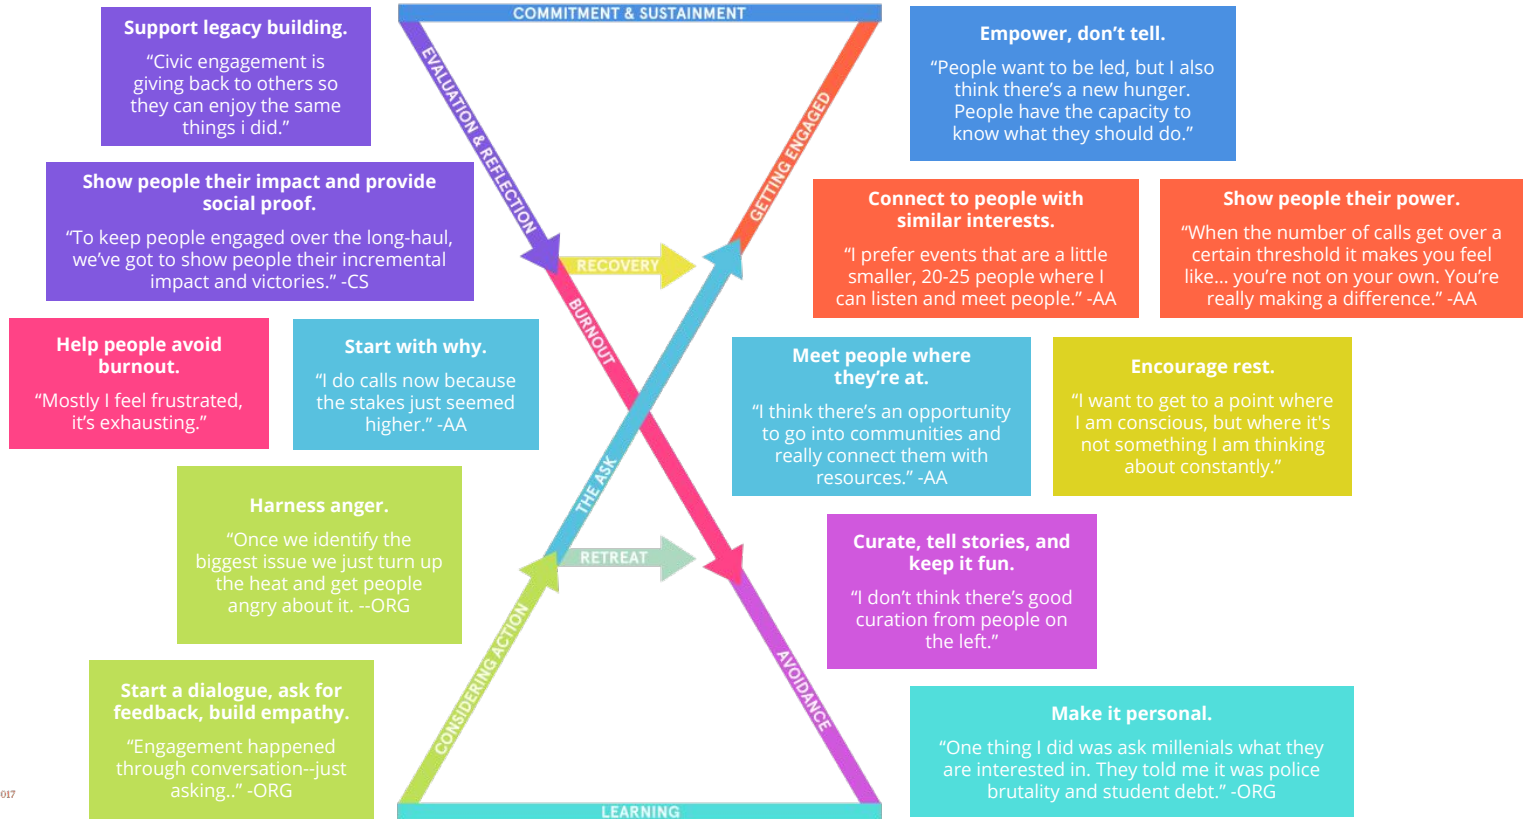 COMMITMENT & SUSTAINMENT
Support legacy building.
“Civic engagement is
giving back to others so
they can enjoy the same
things i did.”
Empower, don’t tell.
“People want to be led, but I also
think there’s a new hunger.
People have the capacity to
know what they should do.”
EVALUATION & REFLECTION
GETTING ENGAGED
Show people their impact and provide
social proof.
“To keep people engaged over the long-haul,
we’ve got to show people their incremental
impact and victories.” -CS
Connect to people with
similar interests.
“I prefer events that are a little
smaller, 20-25 people where I
can listen and meet people.” -AA
Show people their power.
“When the number of calls get over a
certain threshold it makes you feel
like... you’re not on your own. You’re
really making a difference.” -AA
RECOVERY
BURNOUT
Help people avoid
burnout.
“Mostly I feel frustrated,
it’s exhausting.”
Start with why.
“I do calls now because
the stakes just seemed
higher.” -AA
Meet people where
they’re at.
“I think there’s an opportunity
to go into communities and
really connect them with
resources.” -AA
Encourage rest.
“I want to get to a point where
I am conscious, but where it's
not something I am thinking
about constantly.”
THE ASK
Harness anger.
“Once we identify the
biggest issue we just turn up
the heat and get people
angry about it. --ORG
RETREAT
Curate, tell stories, and
keep it fun.
“I don’t think there’s good
curation from people on
the left.”
CONSIDERING ACTION
AVOIDANCE
Start a dialogue, ask for
feedback, build empathy.
“Engagement happened
through conversation--just
asking..” -ORG
Make it personal.
“One thing I did was ask millenials what they
are interested in. They told me it was police
brutality and student debt.” -ORG
017
LEARNING